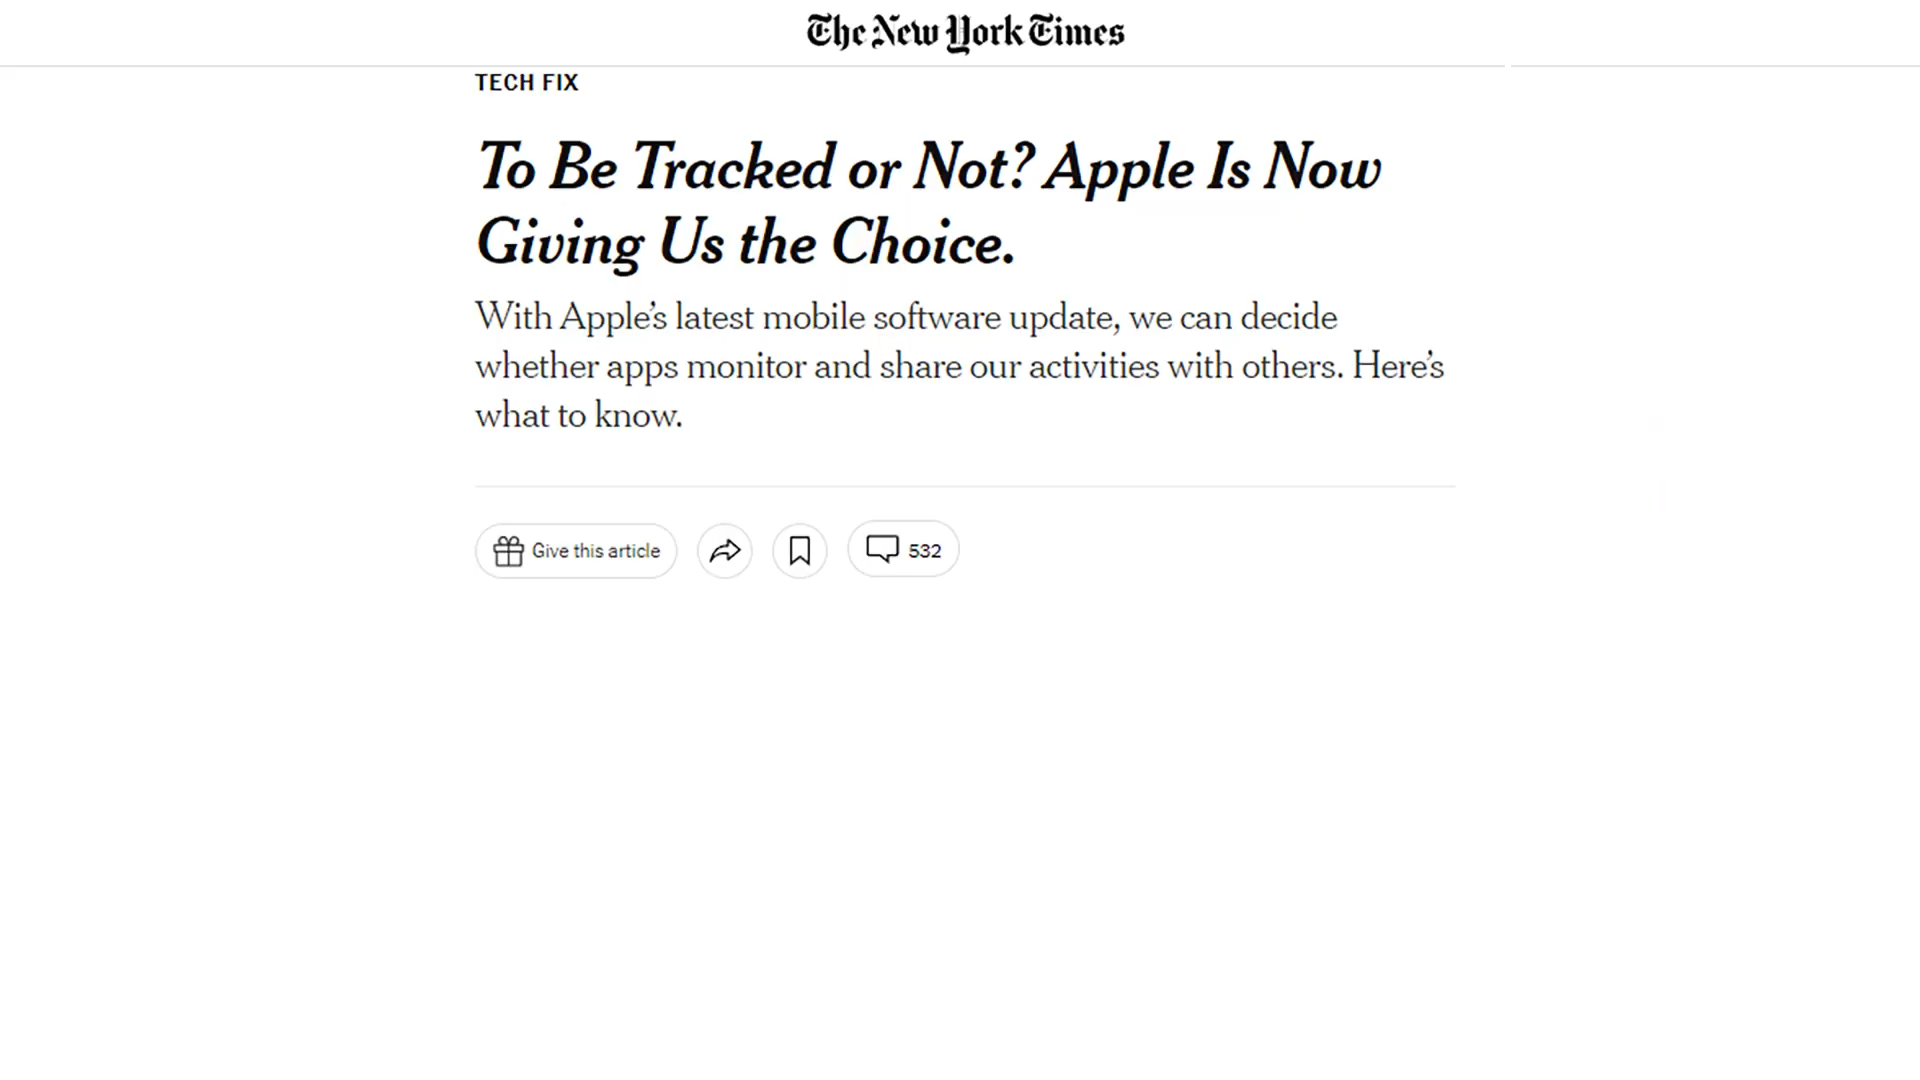 The New York Times
TECH FIX
To Be Tracked or Not? Apple Is Now
Giving Us the Choice.
With Apple’s latest mobile software update, we can decide
whether apps monitor and share our activities with others. Here’s
what to know.
Give this article
532